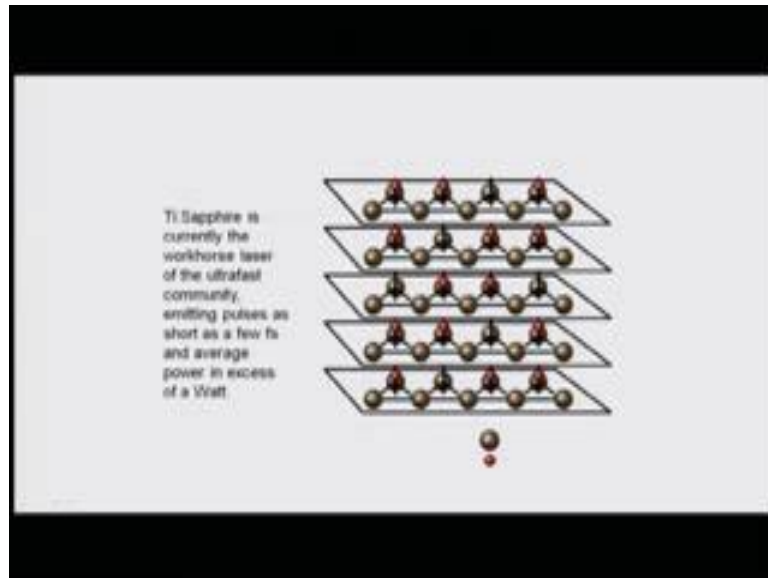 Ti:Sapphire is
currently the
workhorse laser
of the ultrafast
community,
emitting pulses as
short as a few fs
and average
power in excess
of a Watt